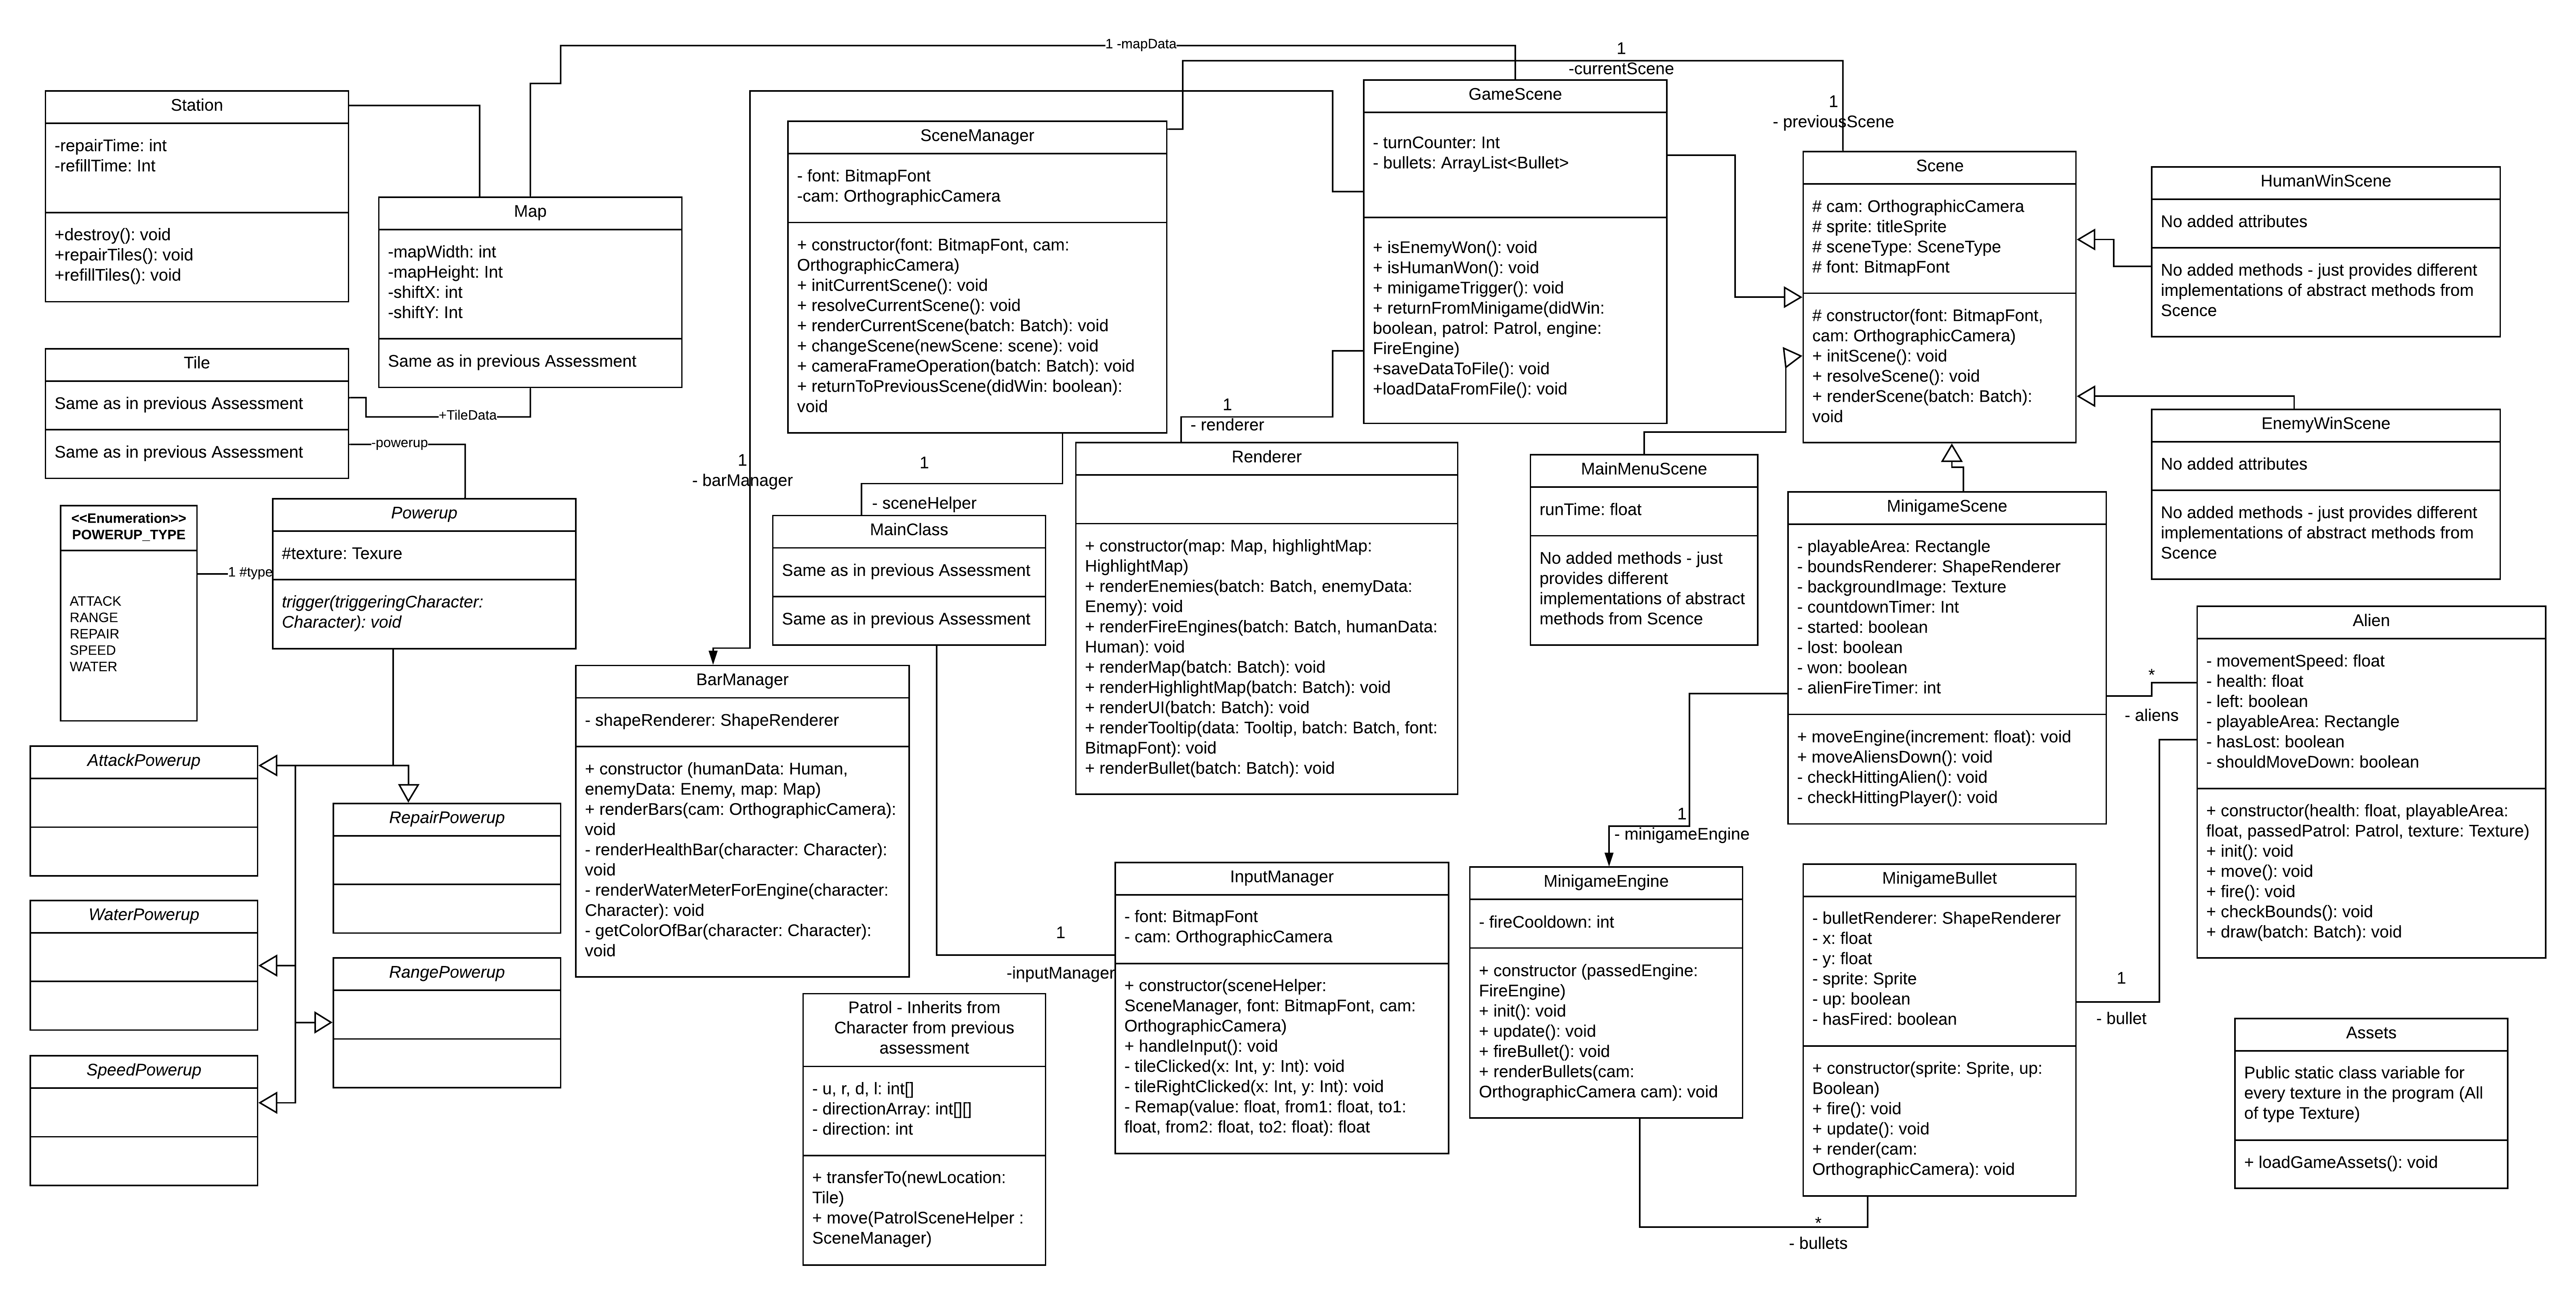 1 -mapData
1
-currentScene
1
- previousScene
Station
-repairTime: int
-refillTime: Int
+destroy(): void
+repairTiles(): void
+refillTiles(): void
Map
-mapWidth: int
-mapHeight: Int
-shiftX: int
-shiftY: Int
Same as in previous Assessment
Tile
Same as in previous Assessment
Same as in previous Assessment
+TileData
-powerup
<<Enumeration>>
POWERUP_TYPE
ATTACK
RANGE
REPAIR
SPEED
WATER
1 #type
Powerup
#texture: Texure
trigger(triggeringCharacter:
Character): void
AttackPowerup
RepairPowerup
WaterPowerup
RangePowerup
SpeedPowerup
SceneManager
- font: BitmapFont
-cam: OrthographicCamera
+ constructor(font: BitmapFont, cam:
OrthographicCamera)
+ initCurrentScene(): void
+ resolveCurrentScene(): void
+ renderCurrentScene(batch: Batch): void
+ changeScene(newScene: scene): void
+ cameraFrameOperation(batch: Batch): void
+ returnToPreviousScene(didWin: boolean):
void
1
- barManager
1
- sceneHelper
MainClass
Same as in previous Assessment
Same as in previous Assessment
BarManager
- shapeRenderer: ShapeRenderer
+ constructor (humanData: Human,
enemyData: Enemy, map: Map)
+ renderBars(cam: OrthographicCamera):
void
- renderHealthBar(character: Character):
void
- renderWaterMeterForEngine(character:
Character): void
- getColorOfBar(character: Character):
void
Patrol - Inherits from
Character from previous
assessment
- u, r, d, l: int[]
- directionArray: int[][]
- direction: int
+ transferTo(newLocation:
Tile)
+ move(PatrolSceneHelper :
SceneManager)
GameScene
- turnCounter: Int
- bullets: ArrayList<Bullet>
+ isEnemyWon(): void
+ isHumanWon(): void
+ minigameTrigger(): void
+ returnFromMinigame(didWin:
boolean, patrol: Patrol, engine:
FireEngine)
+saveDataToFile(): void
+loadDataFromFile(): void
1
- renderer
Renderer
+ constructor(map: Map, highlightMap:
HighlightMap)
+ renderEnemies(batch: Batch, enemyData:
Enemy): void
+ renderFireEngines(batch: Batch, humanData:
Human): void
+ renderMap(batch: Batch): void
+ renderHighlightMap(batch: Batch): void
+ renderUI(batch: Batch): void
+ renderTooltip(data: Tooltip, batch: Batch, font:
BitmapFont): void
+ renderBullet(batch: Batch): void
1
-inputManager
InputManager
- font: BitmapFont
- cam: OrthographicCamera
+ constructor(sceneHelper:
SceneManager, font: BitmapFont, cam:
OrthographicCamera)
+ handleInput(): void
- tileClicked(x: Int, y: Int): void
- tileRightClicked(x: Int, y: Int): void
- Remap(value: float, from1: float, to1:
float, from2: float, to2: float): float
Scene
# cam: OrthographicCamera
# sprite: titleSprite
# sceneType: SceneType
# font: BitmapFont
# constructor(font: BitmapFont,
cam: OrthographicCamera)
+ initScene(): void
+ resolveScene(): void
+ renderScene(batch: Batch):
void
HumanWinScene
No added attributes
No added methods - just provides different
implementations of abstract methods from
Scence
EnemyWinScene
No added attributes
No added methods - just provides different
implementations of abstract methods from
Scence
MainMenuScene
runTime: float
No added methods - just
provides different
implementations of abstract
methods from Scence
MinigameScene
- playableArea: Rectangle
- boundsRenderer: ShapeRenderer
- backgroundImage: Texture
- countdownTimer: Int
- started: boolean
- lost: boolean
- won: boolean
- alienFireTimer: int
+ moveEngine(increment: float): void
+ moveAliensDown(): void
- checkHittingAlien(): void
- checkHittingPlayer(): void
*
- aliens
Alien
- movementSpeed: float
- health: float
- left: boolean
- playableArea: Rectangle
- hasLost: boolean
- shouldMoveDown: boolean
+ constructor(health: float, playableArea:
float, passedPatrol: Patrol, texture: Texture)
+ init(): void
+ move(): void
+ fire(): void
+ checkBounds(): void
+ draw(batch: Batch): void
1
- minigameEngine
MinigameEngine
- fireCooldown: int
+ constructor (passedEngine:
FireEngine)
+ init(): void
+ update(): void
+ fireBullet(): void
+ renderBullets(cam:
OrthographicCamera cam): void
MinigameBullet
- bulletRenderer: ShapeRenderer
- x: float
- y: float
- sprite: Sprite
- up: boolean
- hasFired: boolean
+ constructor(sprite: Sprite, up:
Boolean)
+ fire(): void
+ update(): void
+ render(cam:
OrthographicCamera): void
1
- bullet
*
- bullets
Assets
Public static class variable for
every texture in the program (All
of type Texture)
+ loadGameAssets(): void